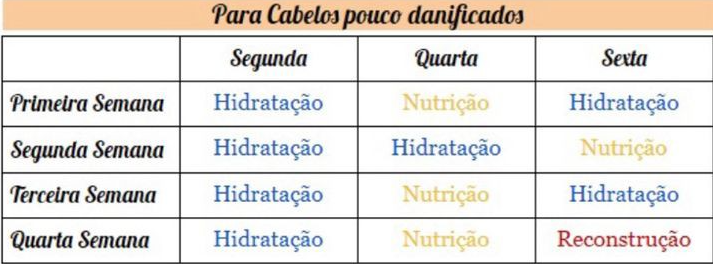 Para Cabelos pouco danificados
Segunda Quarta Sexta
Primeira Semana Hidratação Nutrição Hidratação
Segunda Semana Hidratação Hidratação Nutrição
Terceira Semana Hidratação Nutrição Hidratação
Quarta Semana Hidratação Nutrição Reconstrução